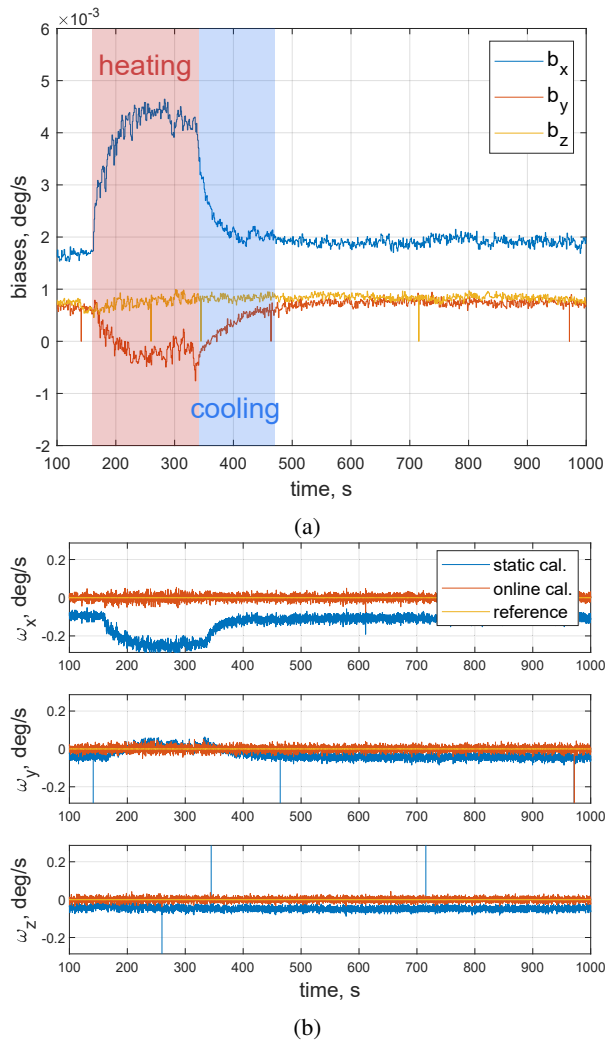 ×10⁻³
6
5
4
3
2
1
0
-1
-2
biases, deg/s
heating
cooling
b_x
b_y
b_z
100 200 300 400 500 600 700 800 900 1000
time, s
(a)
0.2
0
-0.2
ω_x, deg/s
static cal.
online cal.
reference
100 200 300 400 500 600 700 800 900 1000
0.2
0
-0.2
ω_y, deg/s
100 200 300 400 500 600 700 800 900 1000
0.2
0
-0.2
ω_z, deg/s
100 200 300 400 500 600 700 800 900 1000
time, s
(b)